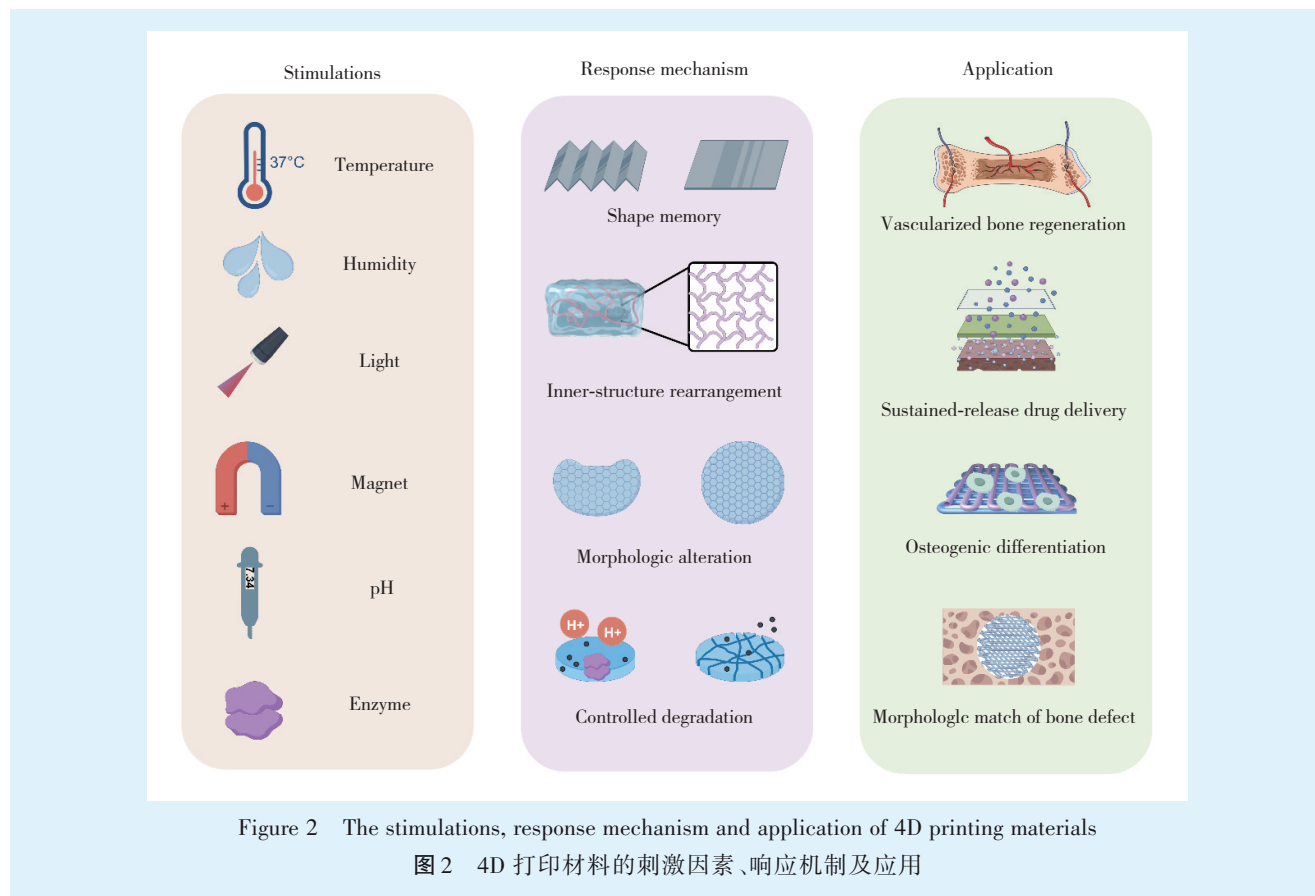 Stimulations
37°C
Temperature
Humidity
Light
Magnet
+ −
7.34
pH
Enzyme
Response mechanism
Shape memory
Inner-structure rearrangement
Morphologic alteration
H+
H+
Controlled degradation
Application
Vascularized bone regeneration
Sustained-release drug delivery
Osteogenic differentiation
Morphologlc match of bone defect
Figure 2 The stimulations, response mechanism and application of 4D printing materials
图2 4D 打印材料的刺激因素、响应机制及应用